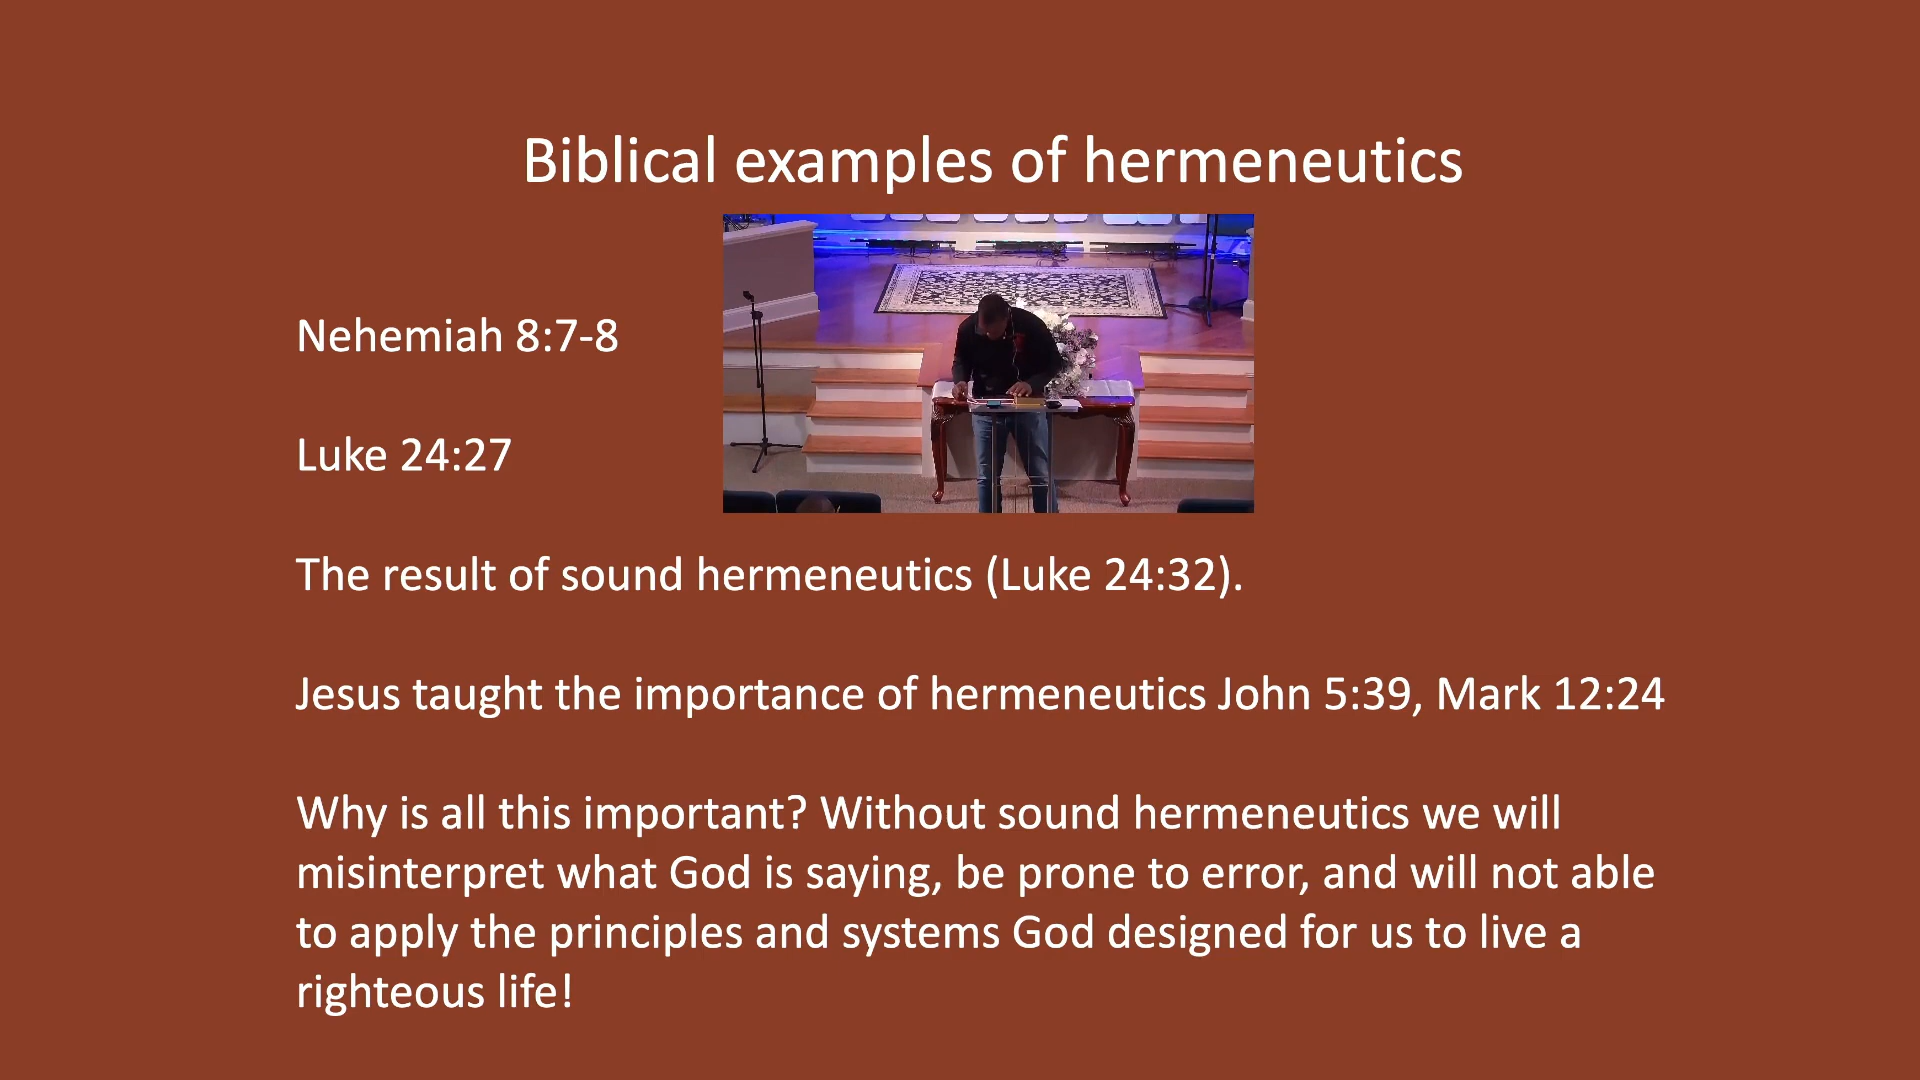 Biblical examples of hermeneutics
Nehemiah 8:7-8
Luke 24:27
The result of sound hermeneutics (Luke 24:32).
Jesus taught the importance of hermeneutics John 5:39, Mark 12:24
Why is all this important? Without sound hermeneutics we will
misinterpret what God is saying, be prone to error, and will not able
to apply the principles and systems God designed for us to live a
righteous life!